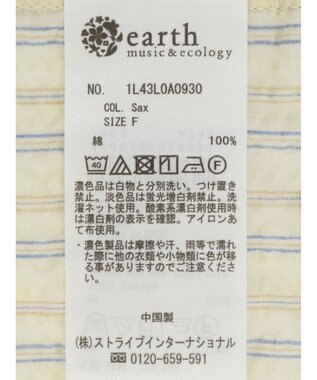 earth
music&ecology
NO. 1L43L0A0930
COL. Sax
SIZE F
綿 100%
40
濃色品は白物と分別洗い。つけ置き
禁止。淡色品は蛍光増白剤禁止。洗
濯ネット使用。酸素系漂白剤使用時
は漂白剤の表示を確認。アイロンあ
て布使用。
・濃色製品は摩擦や汗、雨等で濡れ
た際に他の衣類や小物類に色が移
る事がありますのでご注意くださ
い。
中国製
(株)ストライプインターナショナル
0120-659-591